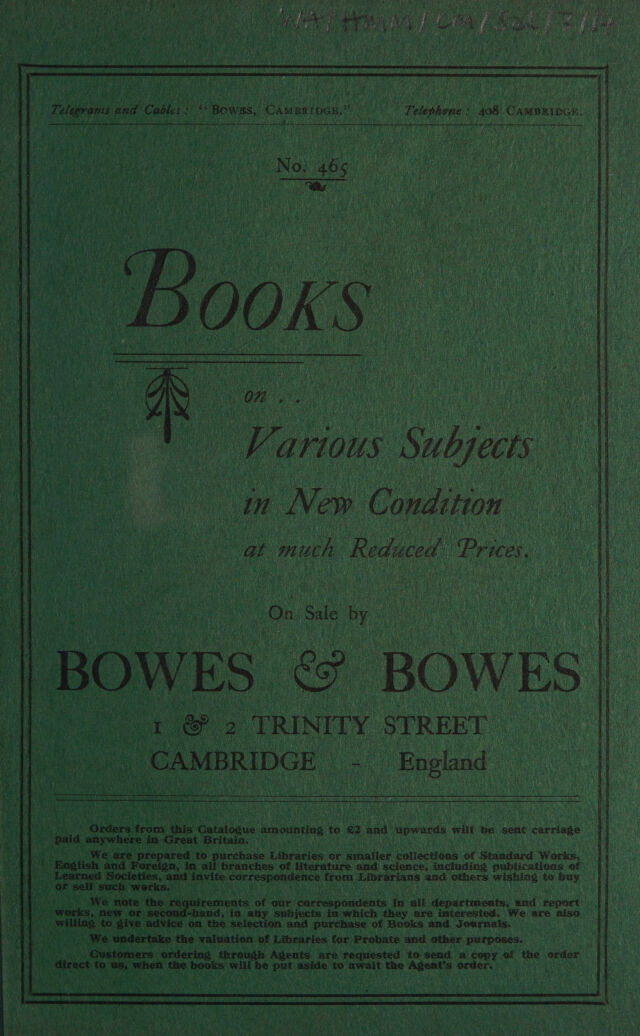 WA/HMM/CM/Sal/7/14
Telegrams and Cables: "BOWES, CAMBRIDGE." Telephone: 408 CAMBRIDGE.
No. 465
BOOKS
on . .
Various Subjects
in New Condition
at much Reduced Prices.
On Sale by
BOWES & BOWES
1 & 2 TRINITY STREET
CAMBRIDGE - England
Orders from this Catalogue amounting to £2 and upwards will be sent carriage
paid anywhere in Great Britain.
We are prepared to purchase Libraries or smaller collections of Standard Works,
English and Foreign, in all branches of literature and science, including publications of
Learned Societies, and invite correspondence from Librarians and others wishing to buy
or sell such works.
We note the requirements of our correspondents in all departments, and report
works, new or second-hand, in any subjects in which they are interested. We are also
willing to give advice on the selection and purchase of Books and Journals.
We undertake the valuation of Libraries for Probate and other purposes.
Customers ordering through Agents are requested to send a copy of the order
direct to us, when the books will be put aside to await the Agent's order.